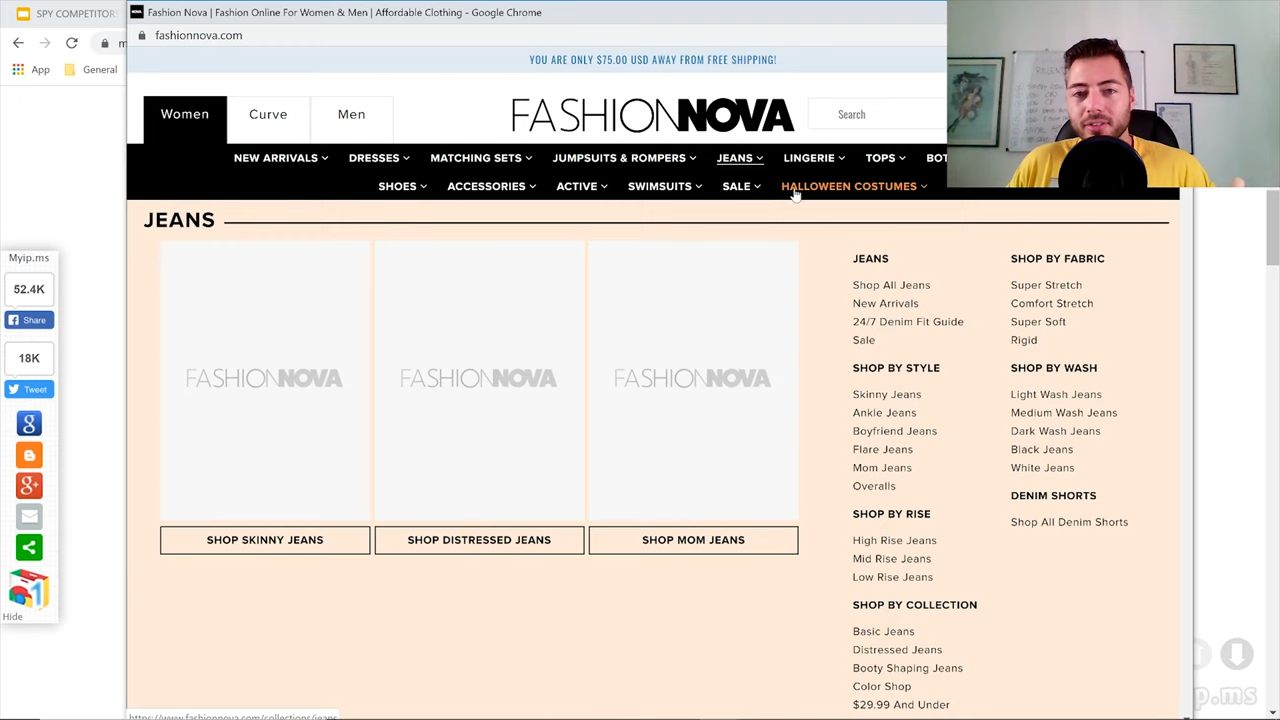 SPY COMPETITORS
Fashion Nova | Fashion Online For Women & Men | Affordable Clothing - Google Chrome
fashionnova.com
App
General
YOU ARE ONLY $75.00 USD AWAY FROM FREE SHIPPING!
Women
Curve
Men
FASHIONNOVA
Search
NEW ARRIVALS
DRESSES
MATCHING SETS
JUMPSUITS & ROMPERS
JEANS
LINGERIE
TOPS
BOT
SHOES
ACCESSORIES
ACTIVE
SWIMSUITS
SALE
HALLOWEEN COSTUMES
JEANS
FASHIONNOVA
FASHIONNOVA
FASHIONNOVA
SHOP SKINNY JEANS
SHOP DISTRESSED JEANS
SHOP MOM JEANS
JEANS
Shop All Jeans
New Arrivals
24/7 Denim Fit Guide
Sale
SHOP BY STYLE
Skinny Jeans
Ankle Jeans
Boyfriend Jeans
Flare Jeans
Mom Jeans
Overalls
SHOP BY RISE
High Rise Jeans
Mid Rise Jeans
Low Rise Jeans
SHOP BY COLLECTION
Basic Jeans
Distressed Jeans
Booty Shaping Jeans
Color Shop
$29.99 And Under
SHOP BY FABRIC
Super Stretch
Comfort Stretch
Super Soft
Rigid
SHOP BY WASH
Light Wash Jeans
Medium Wash Jeans
Dark Wash Jeans
Black Jeans
White Jeans
DENIM SHORTS
Shop All Denim Shorts
Myip.ms
52.4K
Share
18K
Tweet
Hide
https://www.fashionnova.com/collections/jeans
p.ms